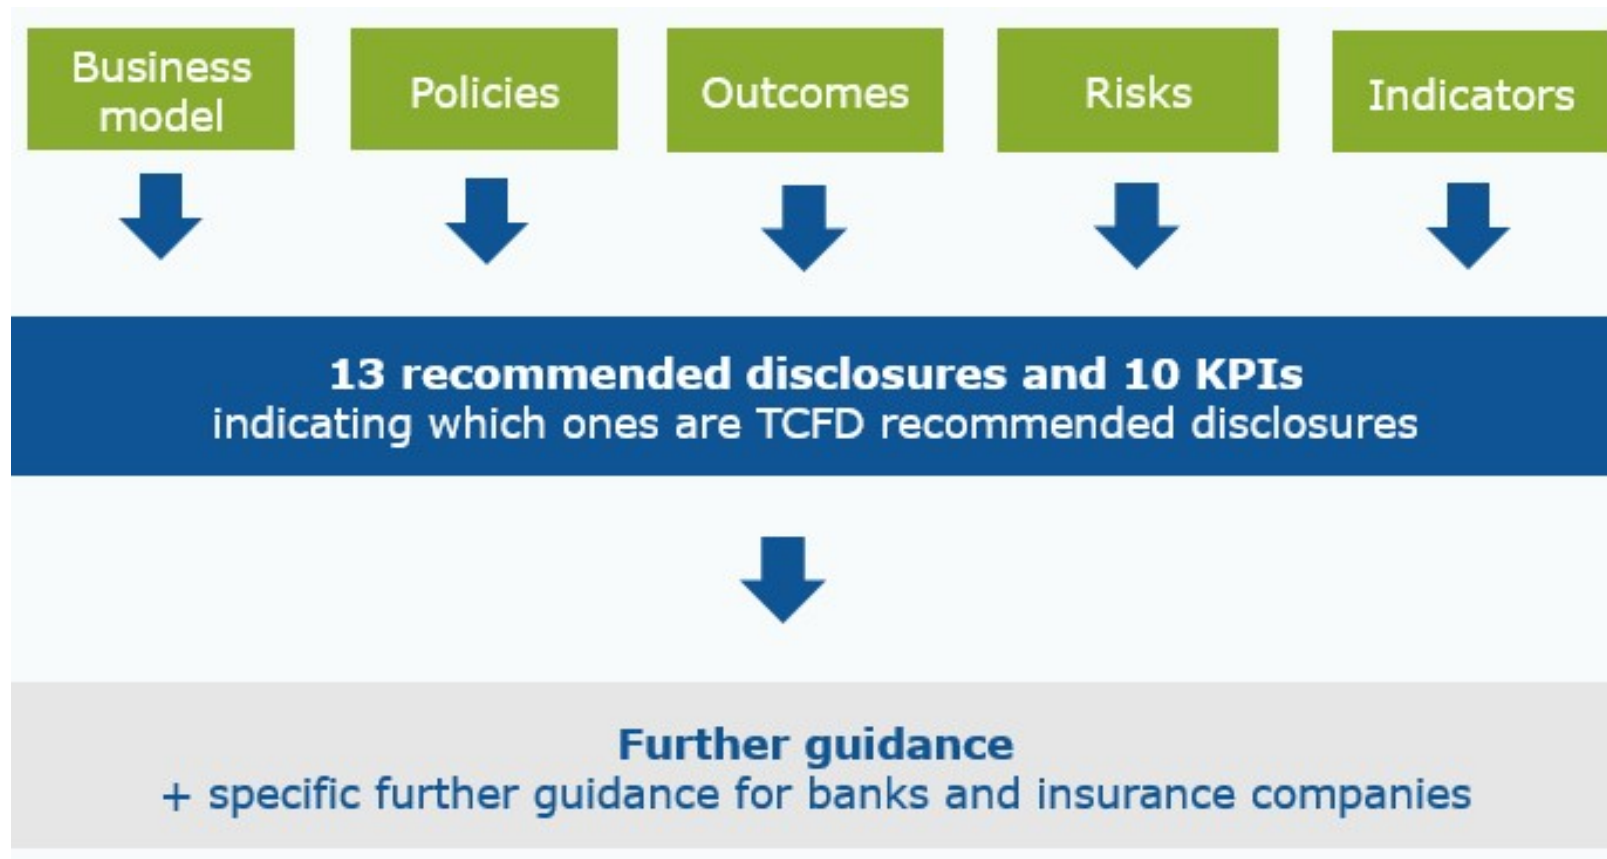 Business
model
Policies
Outcomes
Risks
Indicators
13 recommended disclosures and 10 KPIs
indicating which ones are TCFD recommended disclosures
Further guidance
+ specific further guidance for banks and insurance companies